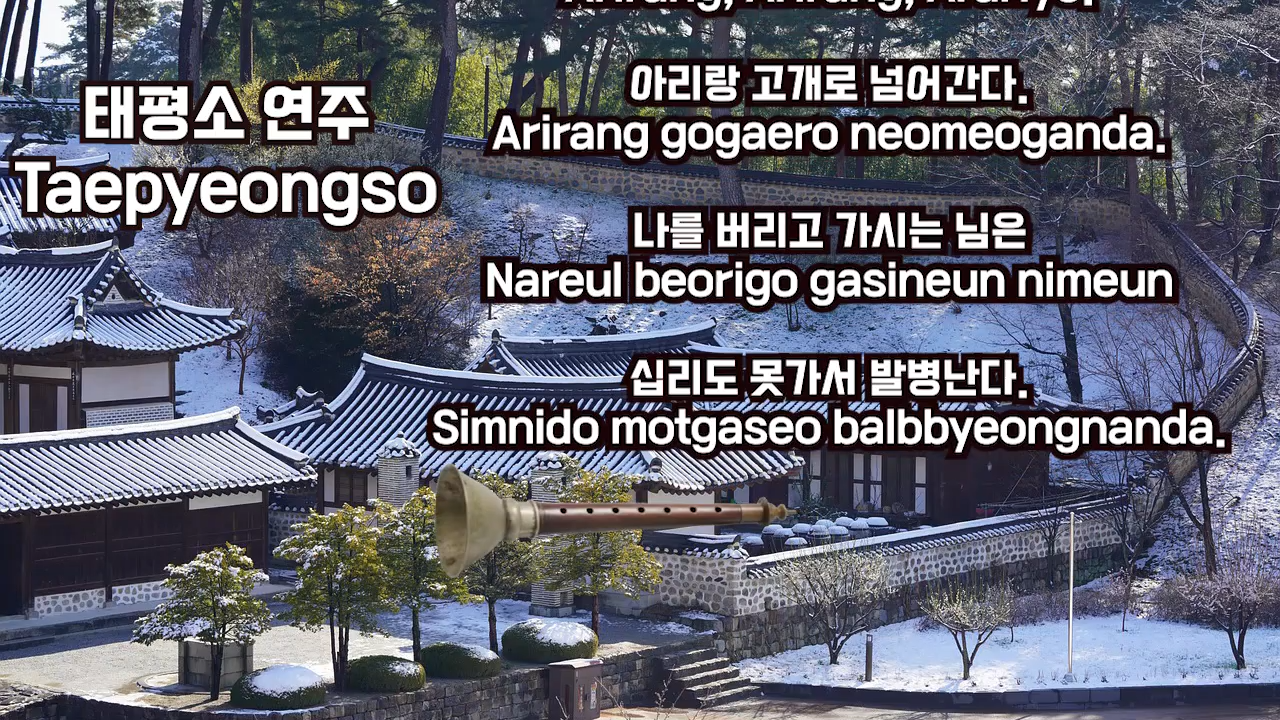 태평소 연주
Taepyeongso
아리랑 고개로 넘어간다.
Arirang gogaero neomeoganda.
나를 버리고 가시는 님은
Nareul beorigo gasineun nimeun
십리도 못가서 발병난다.
Simnido motgaseo balbbyeongnanda.